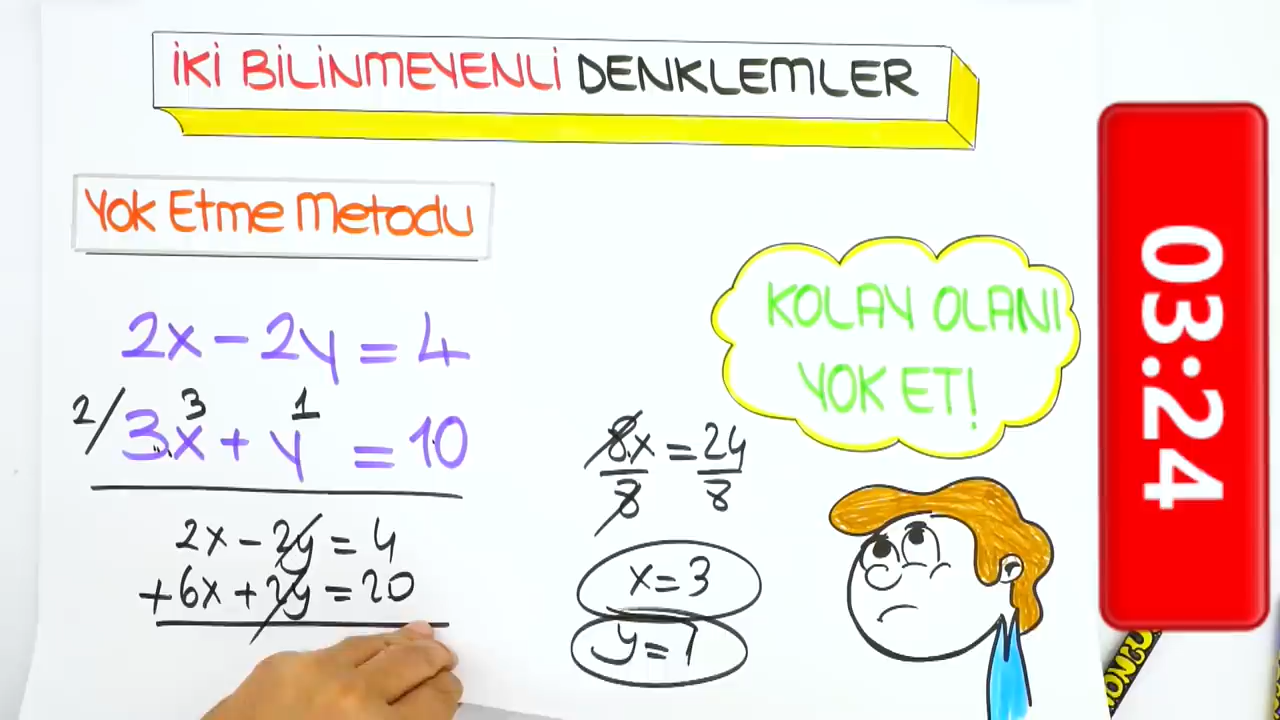 İKİ BİLİNMEYENLİ DENKLEMLER
Yok Etme Metodu
2x - 2y = 4
2/ 3x + y = 10
3 1
2x - 2y = 4
+ 6x + 2y = 20
8x = 24
8 8
x = 3
y = 1
KOLAY OLANI
YOK ET!
03:24